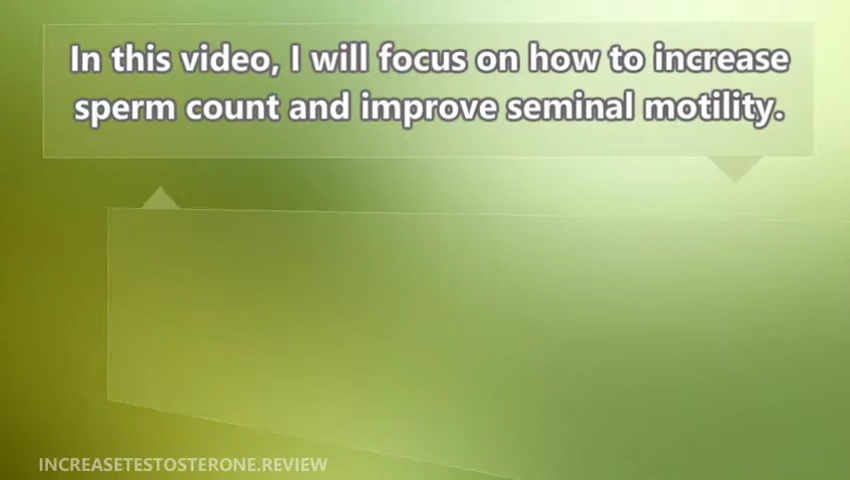 In this video, I will focus on how to increase
sperm count and improve seminal motility.
INCREASETESTOSTERONE.REVIEW